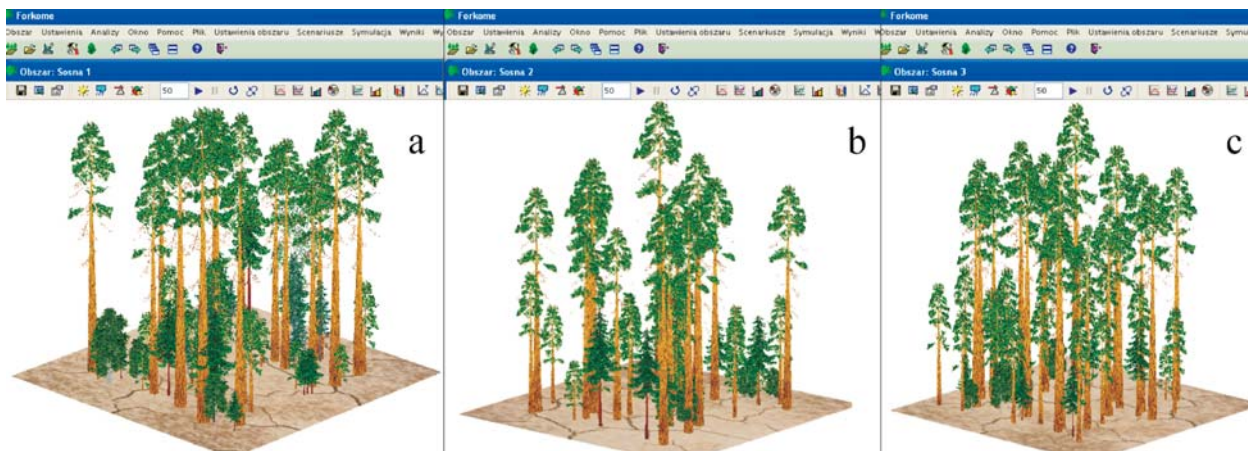 Forkome
Obszar Ustawienia Analizy Okno Pomoc Plik Ustawienia obszaru Scenariusze Symulacja Wyniki Wy
Obszar: Sosna 1
50
a
Forkome
Obszar Ustawienia Analizy Okno Pomoc Plik Ustawienia obszaru Scenariusze Symulacja Wyniki W
Obszar: Sosna 2
50
b
Forkome
Obszar Ustawienia Analizy Okno Pomoc Plik Ustawienia obszaru Scenariusze Symu
Obszar: Sosna 3
50
c